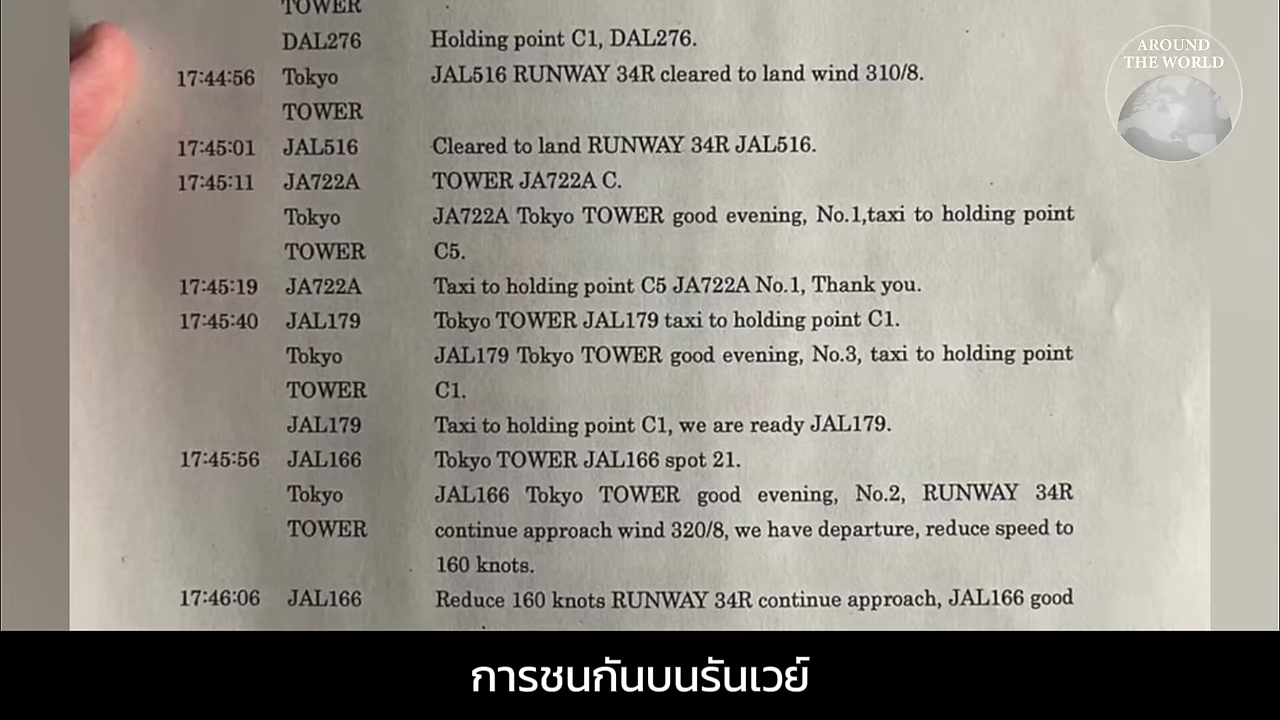 TOWER
DAL276 Holding point C1, DAL276.
17:44:56 Tokyo JAL516 RUNWAY 34R cleared to land wind 310/8.
TOWER
17:45:01 JAL516 Cleared to land RUNWAY 34R JAL516.
17:45:11 JA722A TOWER JA722A C.
Tokyo JA722A Tokyo TOWER good evening, No.1,taxi to holding point
TOWER C5.
17:45:19 JA722A Taxi to holding point C5 JA722A No.1, Thank you.
17:45:40 JAL179 Tokyo TOWER JAL179 taxi to holding point C1.
Tokyo JAL179 Tokyo TOWER good evening, No.3, taxi to holding point
TOWER C1.
JAL179 Taxi to holding point C1, we are ready JAL179.
17:45:56 JAL166 Tokyo TOWER JAL166 spot 21.
Tokyo JAL166 Tokyo TOWER good evening, No.2, RUNWAY 34R
TOWER continue approach wind 320/8, we have departure, reduce speed to
160 knots.
17:46:06 JAL166 Reduce 160 knots RUNWAY 34R continue approach, JAL166 good
AROUND
THE WORLD
การชนกันบนรันเวย์